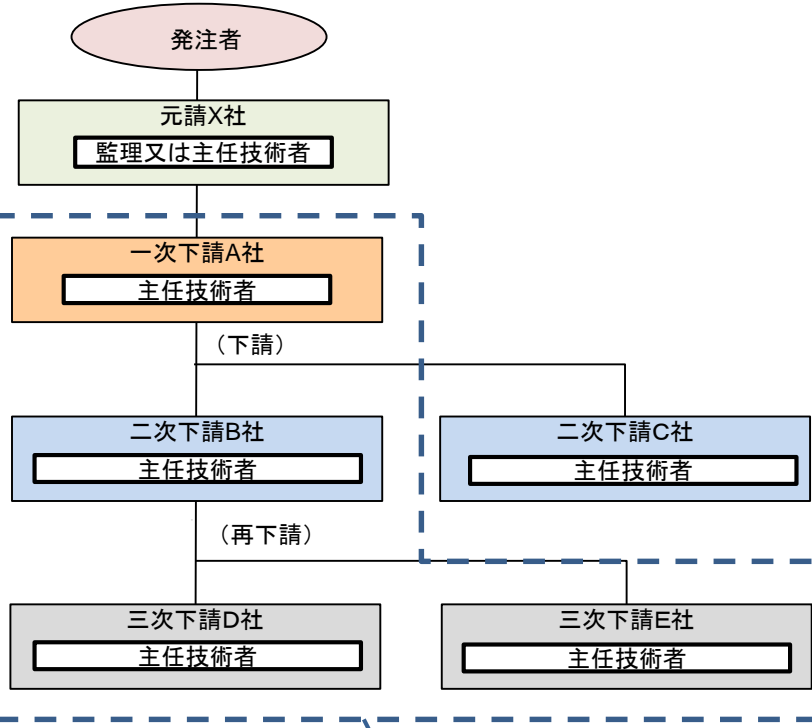 発注者
元請X社
監理又は主任技術者
一次下請A社
主任技術者
（下請）
二次下請B社
主任技術者
二次下請C社
主任技術者
（再下請）
三次下請D社
主任技術者
三次下請E社
主任技術者